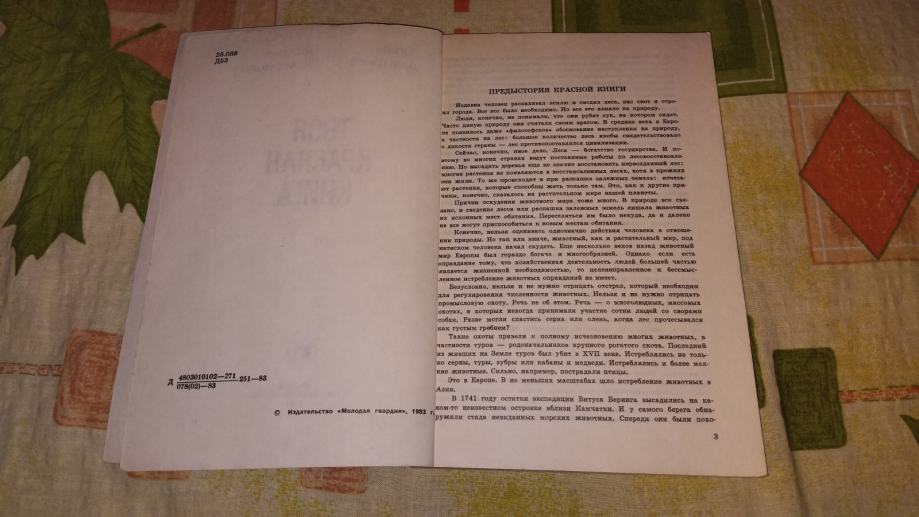 28.088
Д53
Д 4803010102—271 251—83
078(02)—83
© Издательство «Молодая гвардия», 1983 г.
ПРЕДЫСТОРИЯ КРАСНОЙ КНИГИ
Издавна человек распахивал землю и сводил леса, пас скот и стро-
ил города. Все это было необходимо. Но все это влияло на природу.
Люди, конечно, не понимали, что они рубят сук, на котором сидят.
Часто дикую природу они считали своим врагом. В средние века в Евро-
пе появилось даже «философское» обоснование наступления на природу,
в частности на лес: большое количество леса якобы свидетельствовало
о дикости страны — лес противопоставлялся цивилизации.
Сейчас, конечно, иное дело. Леса — богатство государства. И по-
этому во многих странах ведут постоянные работы по лесовосстановле-
нию. Но высадить деревья еще не значит восстановить первозданный лес:
многие растения не появляются в восстановленных лесах, хотя в прежних
они жили. То же происходит и при распашке залежных земель: исчеза-
ют растения, которые способны жить только там. Это, как и другие при-
чины, конечно, сказалось на растительном мире нашей планеты.
Причин оскудения животного мира тоже много. В природе все свя-
зано, и сведение лесов или распашка залежных земель лишала животных
их исконных мест обитания. Переселяться им было некуда, да и далеко
не все могут приспособиться к новым местам обитания.
Конечно, нельзя оценивать однозначно действия человека в отноше-
нии природы. Но так или иначе, животный, как и растительный мир, под
натиском человека начал скудеть. Еще несколько веков назад животный
мир Европы был гораздо богаче и многообразней. Однако если есть
оправдание тому, что хозяйственная деятельность людей большей частью
является жизненной необходимостью, то целенаправленное и бессмыс-
ленное истребление животных оправданий не имеет.
Безусловно, нельзя и не нужно отрицать отстрел, который необходим
для регулирования численности животных. Нельзя и не нужно отрицать
промысловую охоту. Речь не об этом. Речь — о многолюдных, массовых
охотах, в которых некогда принимали участие сотни людей со сворами
собак. Разве могли спастись серна или олень, когда лес прочесывался
как густым гребнем?
Такие охоты привели к полному исчезновению многих животных, в
частности туров — родоначальников крупного рогатого скота. Последний
из живших на Земле туров был убит в XVII веке. Истреблялись не толь-
ко серны, туры, зубры или кабаны и медведи. Истреблялись и более мел-
кие животные. Сильно, например, пострадали птицы.
Это в Европе. В не меньших масштабах шло истребление животных в
Азии.
В 1741 году остатки экспедиции Витуса Беринга высадились на ка-
ком-то неизвестном островке вблизи Камчатки. И у самого берега обна-
ружили стада невиданных морских животных. Спереди они были похо-
3